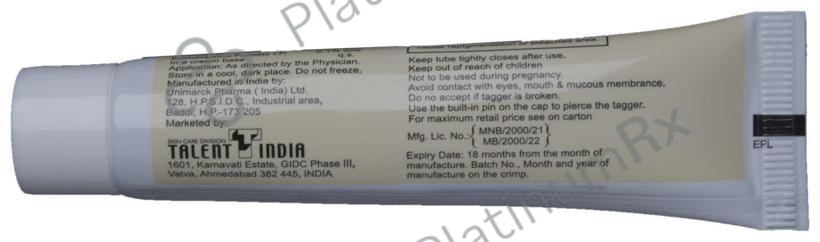 q.s.
In a cream base
Application: As directed by the Physician.
Store in a cool, dark place. Do not freeze.
Manufactured in India by:
Unimarck Pharma ( India) Ltd.
128, H.P.S.I.D.C., Industrial area,
Baddi, H.P.-173 205
Marketed by:
SKIN CARE DIVISION
TALENT INDIA
1601, Karnavati Estate, GIDC Phase III,
Vatva, Ahmedabad 382 445, INDIA
cause repigmentation of bleached area.
Keep tube tightly closes after use.
Keep out of reach of children
Not to be used during pregnancy.
Avoid contact with eyes, mouth & mucous membrance.
Do no accept if tagger is broken.
Use the built-in pin on the cap to pierce the tagger.
For maximum retail price see on carton
Mfg. Lic. No.: MNB/2000/21
MB/2000/22
Expiry Date: 18 months from the month of
manufacture. Batch No., Month and year of
manufacture on the crimp.
EPL
PlatinumRx